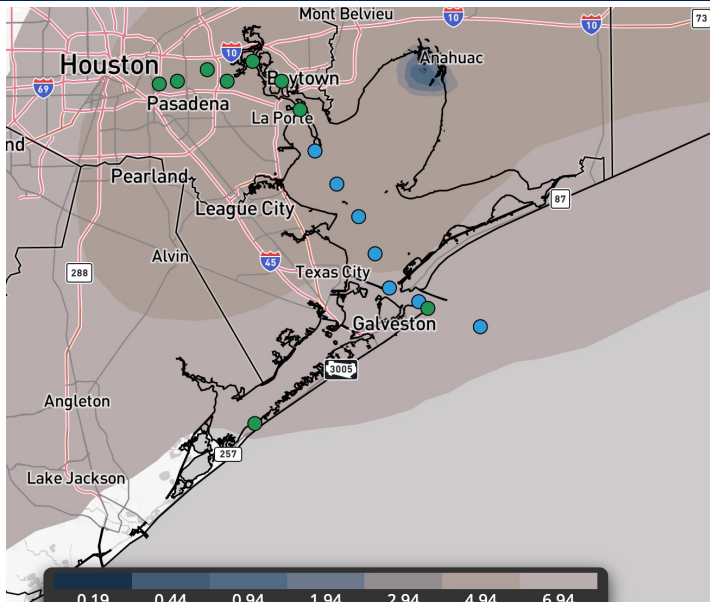 Mont Belvieu
10
10
73
Houston
10
Anahuac
69
Baytown
Pasadena
La Porte
nd
Pearland
87
League City
45
Alvin
288
Texas City
Galveston
3005
Angleton
257
Lake Jackson
0.19 0.44 0.94 1.94 2.94 4.94 6.94